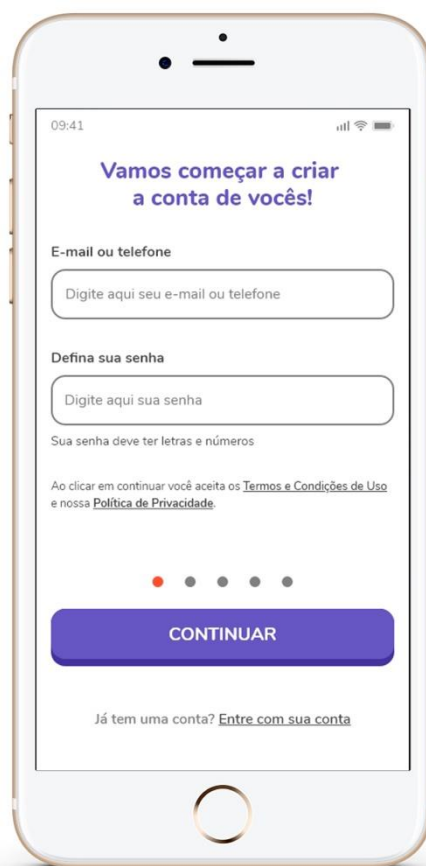 09:41
Vamos começar a criar
a conta de vocês!
E-mail ou telefone
Digite aqui seu e-mail ou telefone
Defina sua senha
Digite aqui sua senha
Sua senha deve ter letras e números
Ao clicar em continuar você aceita os Termos e Condições de Uso
e nossa Política de Privacidade.
CONTINUAR
Já tem uma conta? Entre com sua conta